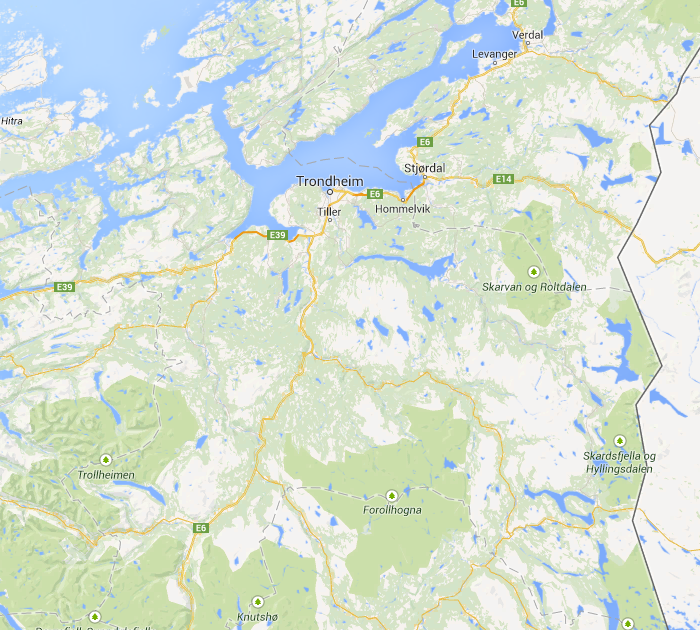 E6
Verdal
Levanger
Hitra
E6
Stjørdal
E14
Trondheim
E6
Hommelvik
Tiller
E39
E39
Skarvan og Roltdalen
Trollheimen
Skardsfjella og
Hyllingsdalen
Forollhogna
E6
Knutshø